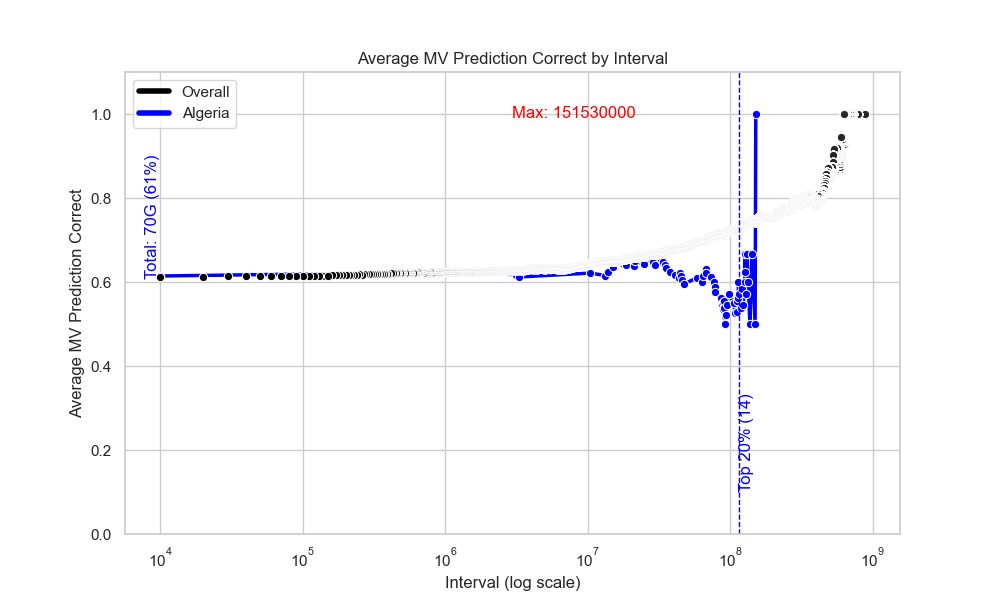 Average MV Prediction Correct by Interval
Overall
Algeria
Max: 151530000
Total: 70G (61%)
Top 20% (14)
Average MV Prediction Correct
1.0
0.8
0.6
0.4
0.2
0.0
10^4
10^5
10^6
10^7
10^8
10^9
Interval (log scale)